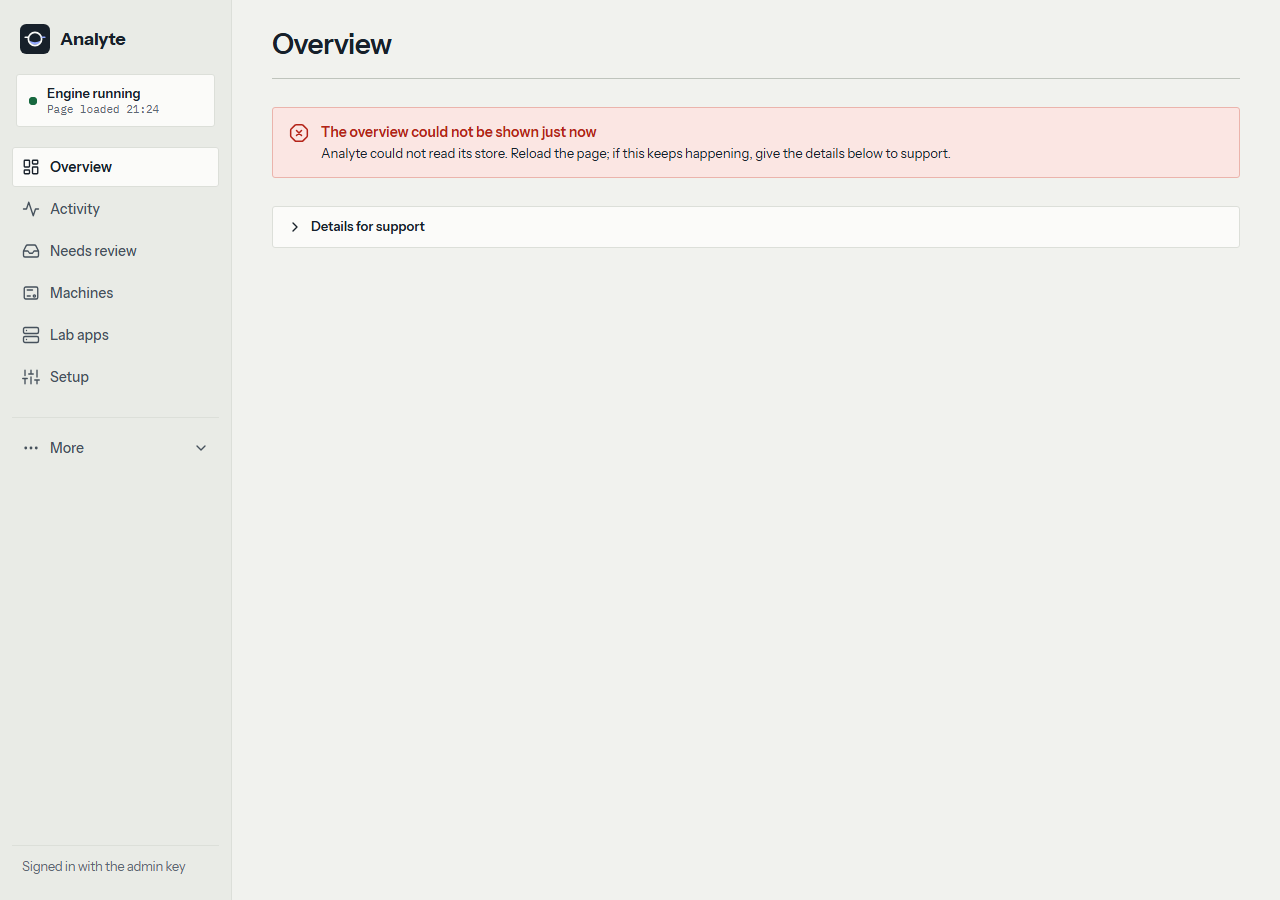 Analyte
Engine running
Page loaded 21:24
Overview
Activity
Needs review
Machines
Lab apps
Setup
More
Signed in with the admin key
Overview
The overview could not be shown just now
Analyte could not read its store. Reload the page; if this keeps happening, give the details below to support.
Details for support